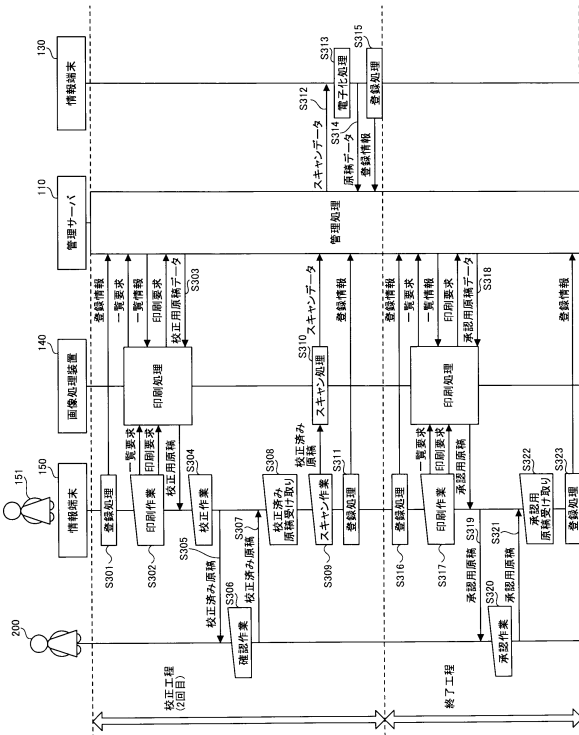 200
151
情報端末
150
画像処理装置
140
管理サーバ
110
情報端末
130
校正工程
(2回目)
終了工程
管理処理
登録処理
S301
登録情報
一覧要求
一覧要求
印刷作業
S302
印刷要求
印刷処理
一覧情報
印刷要求
校正用原稿データ
S303
校正用原稿
S304
校正作業
S305
校正済み原稿
S306
確認作業
S307
校正済み原稿
S308
校正済み
原稿受け取り
S309
スキャン作業
校正済み
原稿
S310
スキャン処理
スキャンデータ
S311
登録処理
登録情報
スキャンデータ
S312
S313
電子化処理
S314
原稿データ
S315
登録処理
登録情報
S316
登録処理
登録情報
一覧要求
一覧要求
印刷作業
S317
印刷要求
印刷処理
一覧情報
印刷要求
承認用原稿データ
S318
承認用原稿
S319
承認用原稿
S320
承認作業
S321
承認用原稿
S322
承認用
原稿受け取り
S323
登録処理
登録情報